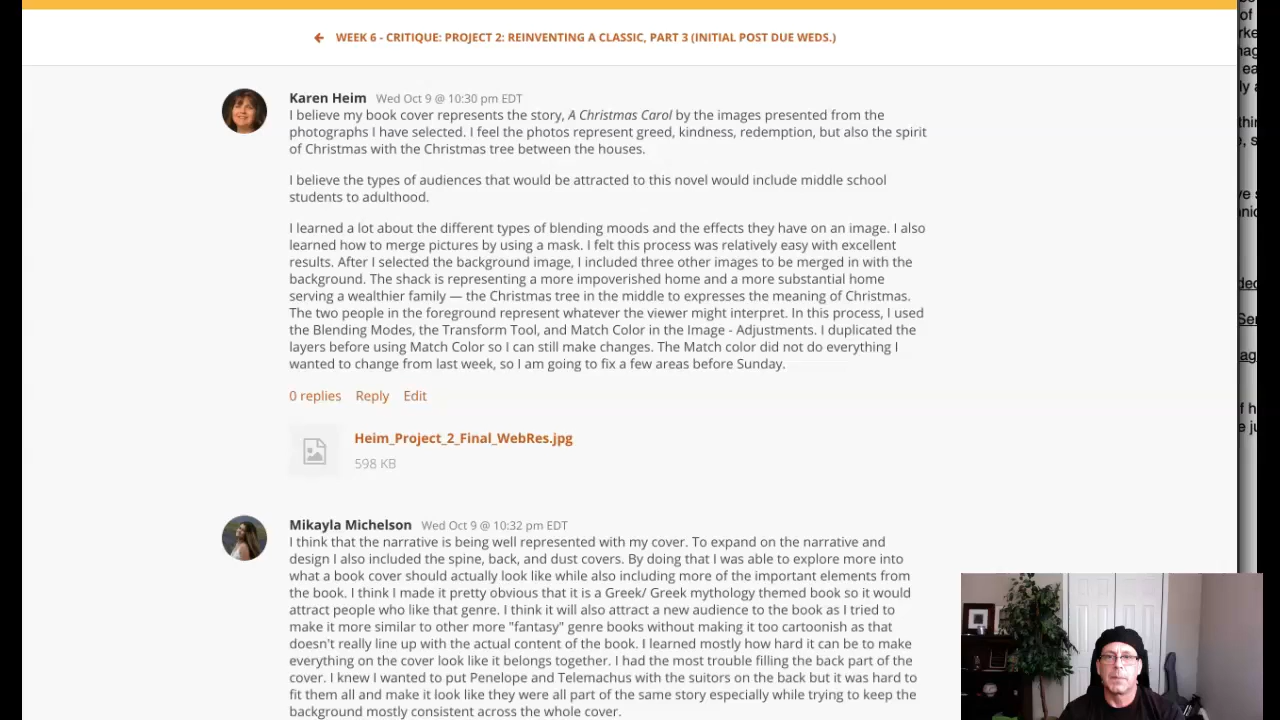 WEEK 6 - CRITIQUE: PROJECT 2: REINVENTING A CLASSIC, PART 3 (INITIAL POST DUE WEDS.)
Karen Heim Wed Oct 9 @ 10:30 pm EDT
I believe my book cover represents the story, A Christmas Carol by the images presented from the
photographs I have selected. I feel the photos represent greed, kindness, redemption, but also the spirit
of Christmas with the Christmas tree between the houses.
I believe the types of audiences that would be attracted to this novel would include middle school
students to adulthood.
I learned a lot about the different types of blending moods and the effects they have on an image. I also
learned how to merge pictures by using a mask. I felt this process was relatively easy with excellent
results. After I selected the background image, I included three other images to be merged in with the
background. The shack is representing a more impoverished home and a more substantial home
serving a wealthier family — the Christmas tree in the middle to expresses the meaning of Christmas.
The two people in the foreground represent whatever the viewer might interpret. In this process, I used
the Blending Modes, the Transform Tool, and Match Color in the Image - Adjustments. I duplicated the
layers before using Match Color so I can still make changes. The Match color did not do everything I
wanted to change from last week, so I am going to fix a few areas before Sunday.
0 replies Reply Edit
Heim_Project_2_Final_WebRes.jpg
598 KB
Mikayla Michelson Wed Oct 9 @ 10:32 pm EDT
I think that the narrative is being well represented with my cover. To expand on the narrative and
design I also included the spine, back, and dust covers. By doing that I was able to explore more into
what a book cover should actually look like while also including more of the important elements from
the book. I think I made it pretty obvious that it is a Greek/ Greek mythology themed book so it would
attract people who like that genre. I think it will also attract a new audience to the book as I tried to
make it more similar to other more "fantasy" genre books without making it too cartoonish as that
doesn't really line up with the actual content of the book. I learned mostly how hard it can be to make
everything on the cover look like it belongs together. I had the most trouble filling the back part of the
cover. I knew I wanted to put Penelope and Telemachus with the suitors on the back but it was hard to
fit them all and make it look like they were all part of the same story especially while trying to keep the
background mostly consistent across the whole cover.